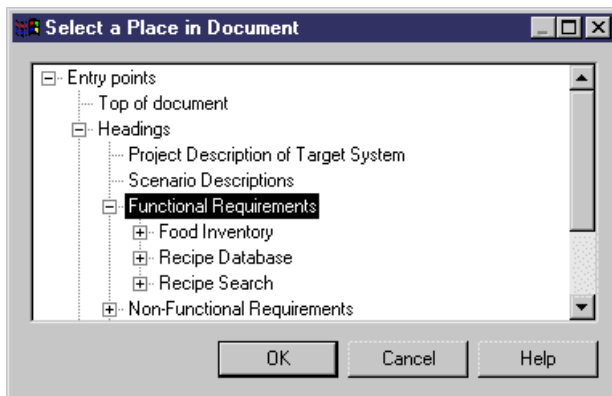 Select a Place in Document
Entry points
Top of document
Headings
Project Description of Target System
Scenario Descriptions
Functional Requirements
Food Inventory
Recipe Database
Recipe Search
Non-Functional Requirements
OK Cancel Help